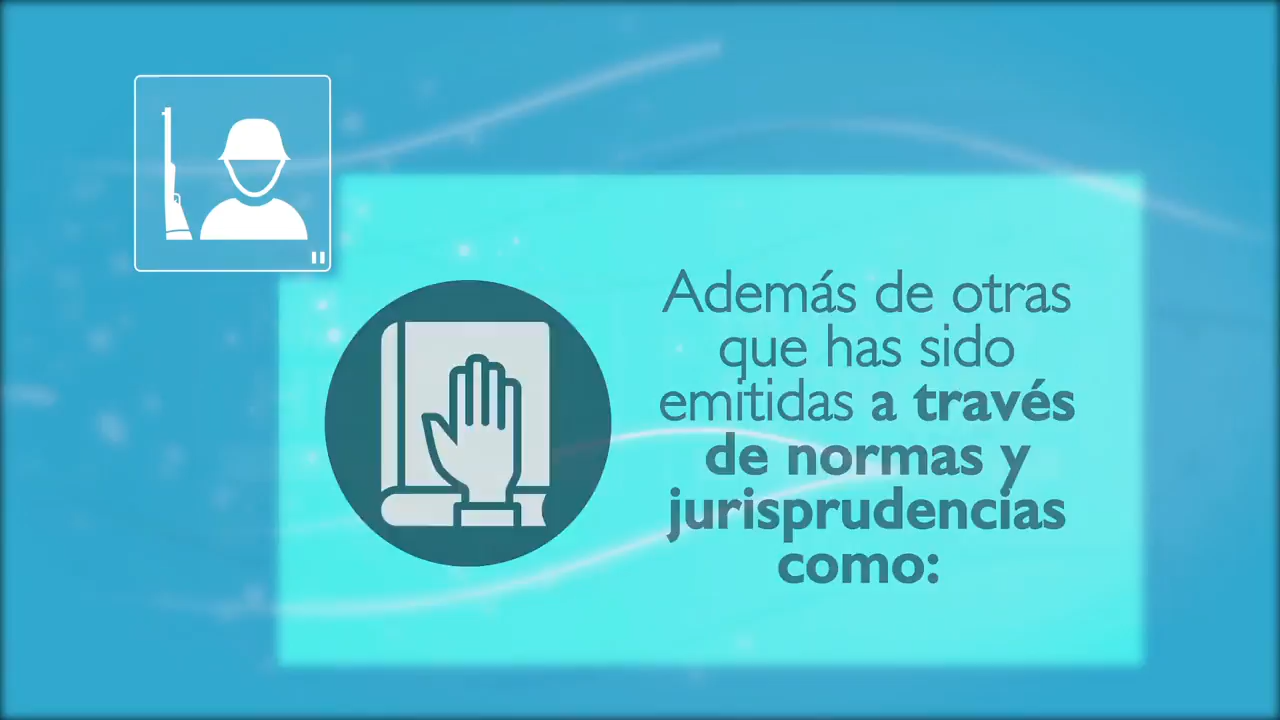 Además de otras
que has sido
emitidas a través
de normas y
jurisprudencias
como: